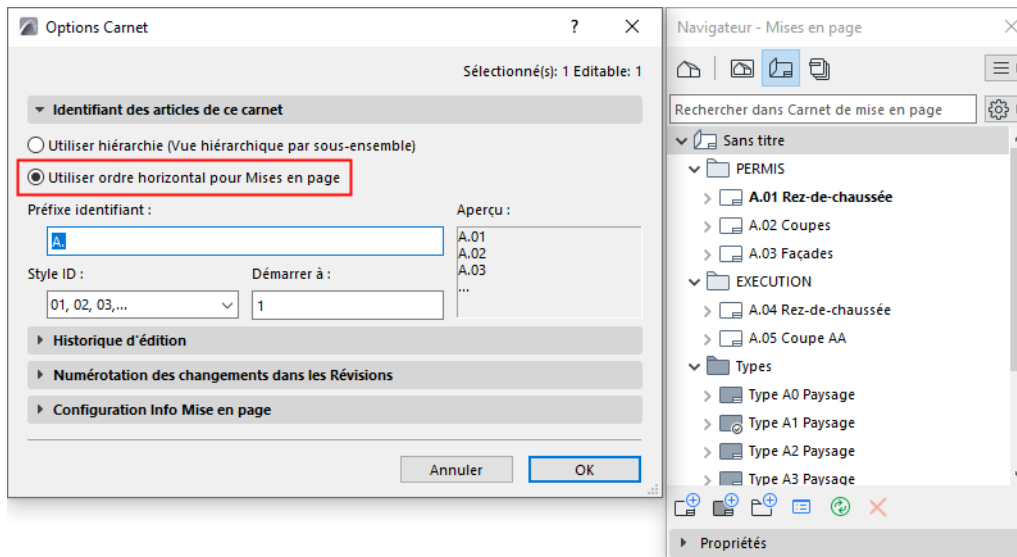 Options Carnet
?
Sélectionné(s): 1 Editable: 1
Identifiant des articles de ce carnet
Utiliser hiérarchie (Vue hiérarchique par sous-ensemble)
Utiliser ordre horizontal pour Mises en page
Préfixe identifiant :
A.
Style ID :
01, 02, 03,...
Démarrer à :
1
Aperçu :
A.01
A.02
A.03
...
Historique d'édition
Numérotation des changements dans les Révisions
Configuration Info Mise en page
Annuler
OK
Navigateur - Mises en page
Rechercher dans Carnet de mise en page
Sans titre
PERMIS
A.01 Rez-de-chaussée
A.02 Coupes
A.03 Façades
EXECUTION
A.04 Rez-de-chaussée
A.05 Coupe AA
Types
Type A0 Paysage
Type A1 Paysage
Type A2 Paysage
Type A3 Paysage
Propriétés